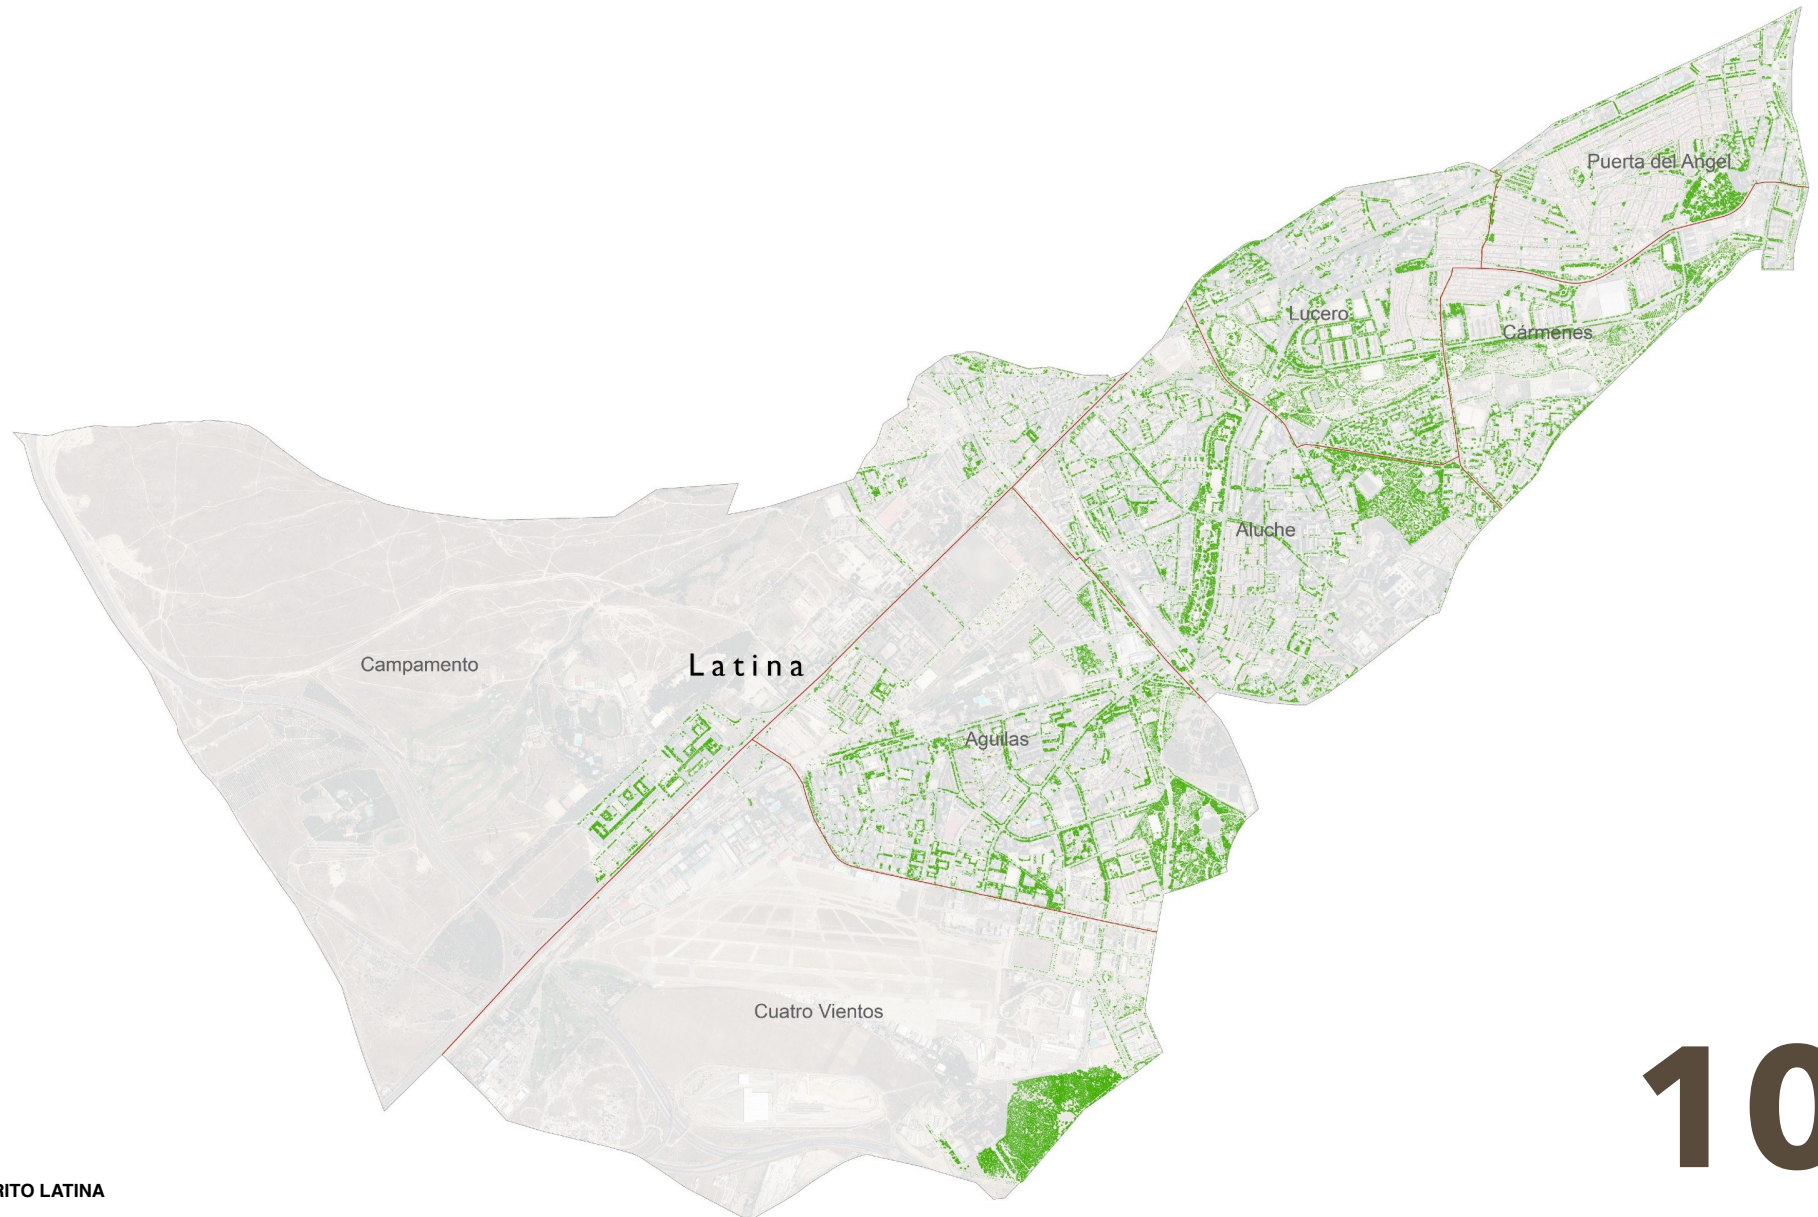 Puerta del Angel
Lucero
Cármenes
Aluche
Campamento
Latina
Aguilas
Cuatro Vientos
10
RITO LATINA